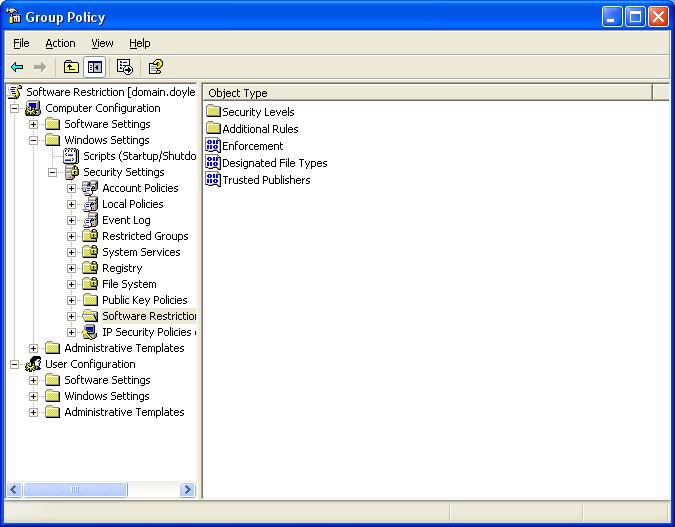 Group Policy
File Action View Help
Software Restriction [domain.doyle
Computer Configuration
Software Settings
Windows Settings
Scripts (Startup/Shutdo
Security Settings
Account Policies
Local Policies
Event Log
Restricted Groups
System Services
Registry
File System
Public Key Policies
Software Restriction
IP Security Policies o
Administrative Templates
User Configuration
Software Settings
Windows Settings
Administrative Templates
Object Type
Security Levels
Additional Rules
Enforcement
Designated File Types
Trusted Publishers